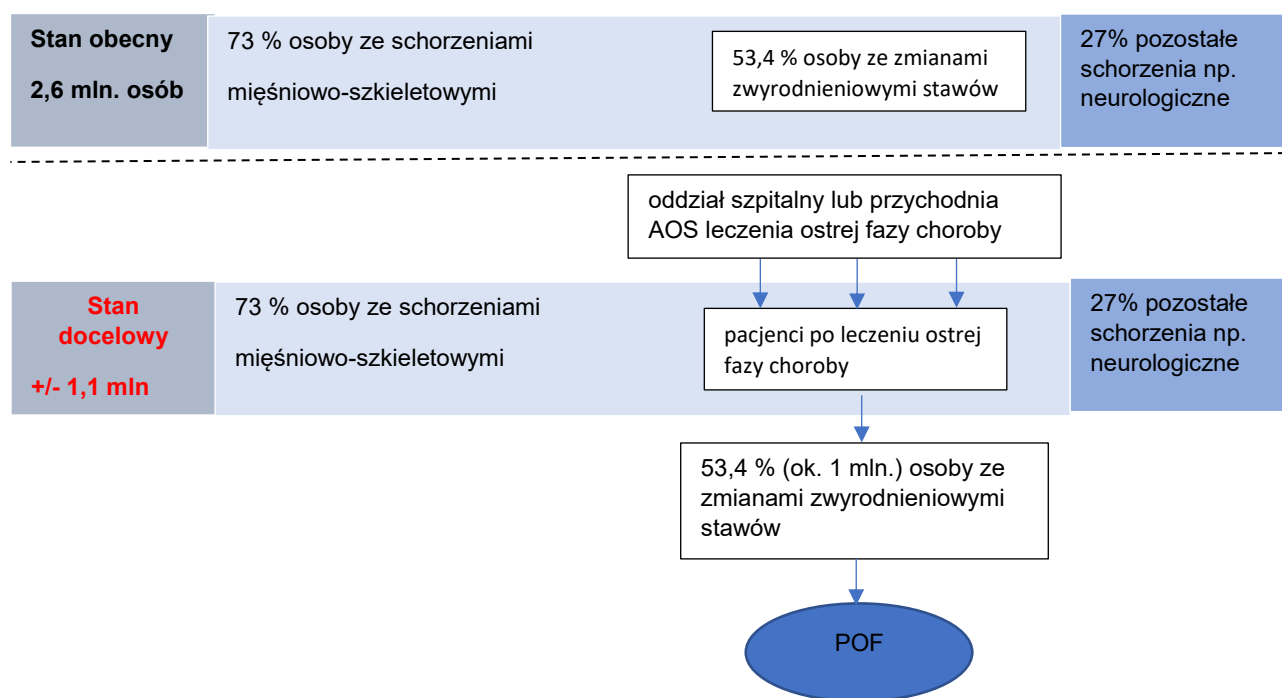 Stan obecny
2,6 mln. osób
73 % osoby ze schorzeniami
mięśniowo-szkieletowymi
53,4 % osoby ze zmianami
zwyrodnieniowymi stawów
27% pozostałe
schorzenia np.
neurologiczne
oddział szpitalny lub przychodnia
AOS leczenia ostrej fazy choroby
Stan
docelowy
+/- 1,1 mln
73 % osoby ze schorzeniami
mięśniowo-szkieletowymi
pacjenci po leczeniu ostrej
fazy choroby
27% pozostałe
schorzenia np.
neurologiczne
53,4 % (ok. 1 mln.) osoby ze
zmianami zwyrodnieniowymi
stawów
POF